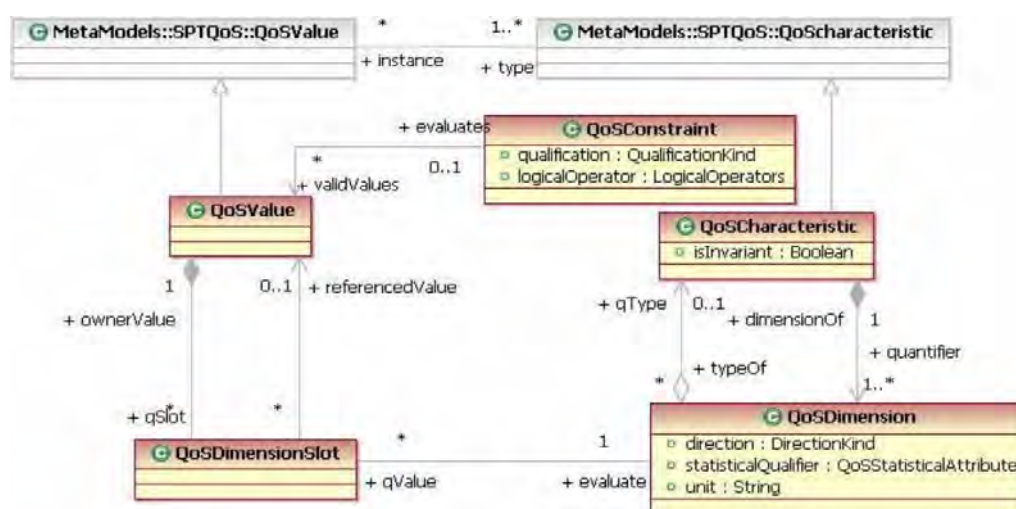 MetaModels::SPTQoS::QoSValue
*
1..*
MetaModels::SPTQoS::QoScharacteristic
+ instance
+ type
+ evaluates
QoSConstraint
qualification : QualificationKind
logicalOperator : LogicalOperators
*
0..1
+ validValues
QoSValue
QoSCharacteristic
isInvariant : Boolean
1
0..1
+ referencedValue
+ ownerValue
+ qType
0..1
+ dimensionOf
1
+ quantifier
+ typeOf
*
1..*
*
+ qSlot
*
QoSDimensionSlot
*
1
+ qValue
+ evaluate
QoSDimension
direction : DirectionKind
statisticalQualifier : QoSStatisticalAttribute
unit : String